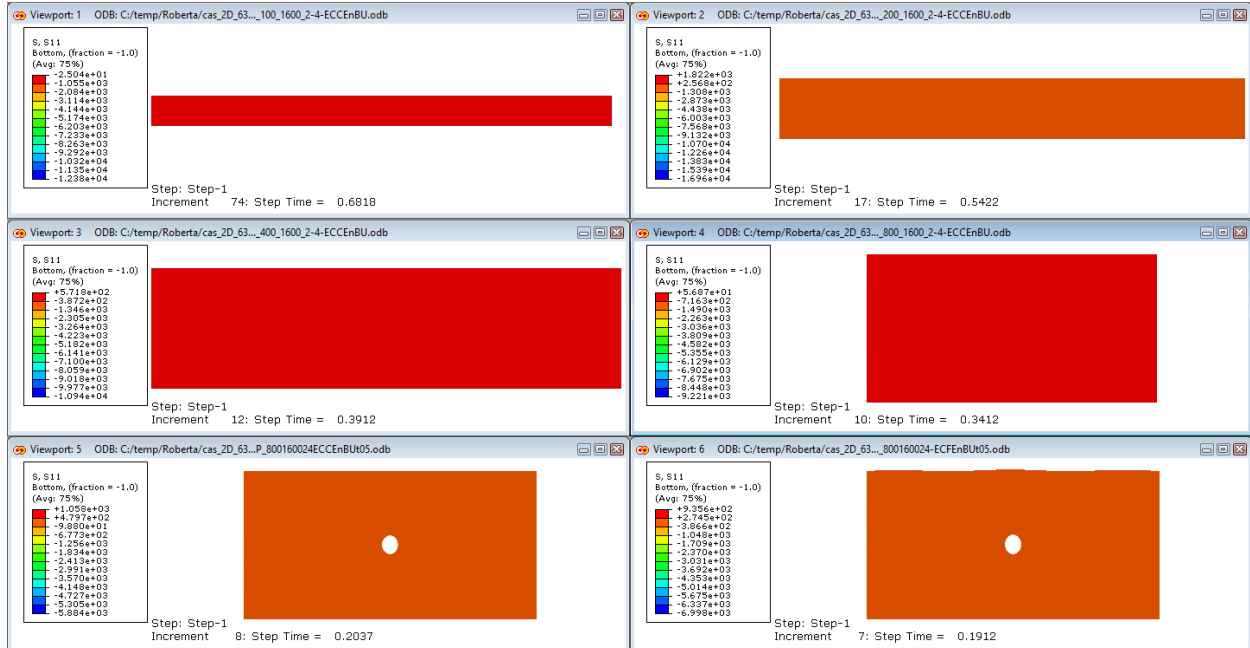 Viewport: 1 ODB: C:/temp/Roberta/cas_2D_63..._100_1600_2-4-ECCEnBU.odb
S, S11
Bottom, (fraction = -1.0)
(Avg: 75%)
-2.504e+01
-1.055e+03
-2.084e+03
-3.114e+03
-4.144e+03
-5.174e+03
-6.203e+03
-7.233e+03
-8.263e+03
-9.292e+03
-1.032e+04
-1.135e+04
-1.238e+04
Step: Step-1
Increment 74: Step Time = 0.6818
Viewport: 2 ODB: C:/temp/Roberta/cas_2D_63..._200_1600_2-4-ECCEnBU.odb
S, S11
Bottom, (fraction = -1.0)
(Avg: 75%)
+1.822e+03
+2.568e+02
-1.308e+03
-2.873e+03
-4.438e+03
-6.003e+03
-7.568e+03
-9.132e+03
-1.070e+04
-1.226e+04
-1.383e+04
-1.539e+04
-1.696e+04
Step: Step-1
Increment 17: Step Time = 0.5422
Viewport: 3 ODB: C:/temp/Roberta/cas_2D_63..._400_1600_2-4-ECCEnBU.odb
S, S11
Bottom, (fraction = -1.0)
(Avg: 75%)
+5.718e+02
-3.872e+02
-1.346e+03
-2.305e+03
-3.264e+03
-4.223e+03
-5.182e+03
-6.141e+03
-7.100e+03
-8.059e+03
-9.018e+03
-9.977e+03
-1.094e+04
Step: Step-1
Increment 12: Step Time = 0.3912
Viewport: 4 ODB: C:/temp/Roberta/cas_2D_63..._800_1600_2-4-ECCEnBU.odb
S, S11
Bottom, (fraction = -1.0)
(Avg: 75%)
+5.687e+01
-7.163e+02
-1.490e+03
-2.263e+03
-3.036e+03
-3.809e+03
-4.582e+03
-5.355e+03
-6.129e+03
-6.902e+03
-7.675e+03
-8.448e+03
-9.221e+03
Step: Step-1
Increment 10: Step Time = 0.3412
Viewport: 5 ODB: C:/temp/Roberta/cas_2D_63...P_800160024ECCEnBUt05.odb
S, S11
Bottom, (fraction = -1.0)
(Avg: 75%)
+1.058e+03
+4.797e+02
-9.880e+01
-6.773e+02
-1.256e+03
-1.834e+03
-2.413e+03
-2.991e+03
-3.570e+03
-4.148e+03
-4.727e+03
-5.305e+03
-5.884e+03
Step: Step-1
Increment 8: Step Time = 0.2037
Viewport: 6 ODB: C:/temp/Roberta/cas_2D_63..._800160024-ECFEnBUt05.odb
S, S11
Bottom, (fraction = -1.0)
(Avg: 75%)
+9.356e+02
+2.745e+02
-3.866e+02
-1.048e+03
-1.709e+03
-2.370e+03
-3.031e+03
-3.692e+03
-4.353e+03
-5.014e+03
-5.675e+03
-6.337e+03
-6.998e+03
Step: Step-1
Increment 7: Step Time = 0.1912